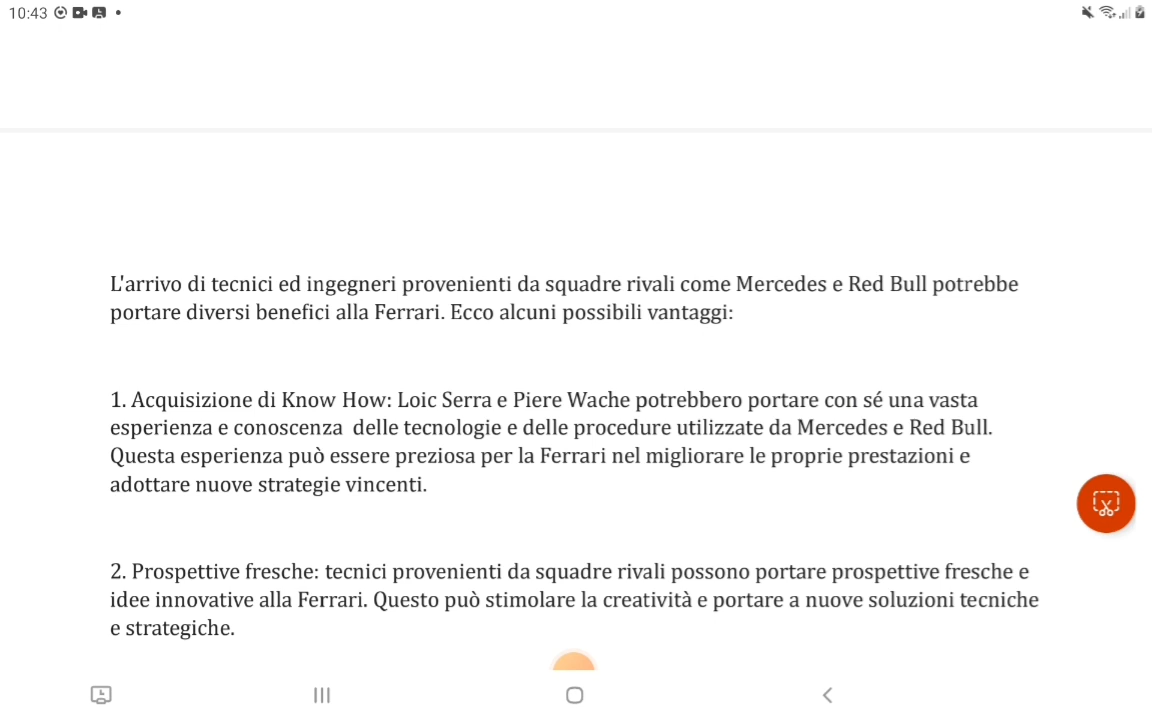 10:43
L'arrivo di tecnici ed ingegneri provenienti da squadre rivali come Mercedes e Red Bull potrebbe
portare diversi benefici alla Ferrari. Ecco alcuni possibili vantaggi:
1. Acquisizione di Know How: Loic Serra e Piere Wache potrebbero portare con sé una vasta
esperienza e conoscenza  delle tecnologie e delle procedure utilizzate da Mercedes e Red Bull.
Questa esperienza può essere preziosa per la Ferrari nel migliorare le proprie prestazioni e
adottare nuove strategie vincenti.
2. Prospettive fresche: tecnici provenienti da squadre rivali possono portare prospettive fresche e
idee innovative alla Ferrari. Questo può stimolare la creatività e portare a nuove soluzioni tecniche
e strategiche.